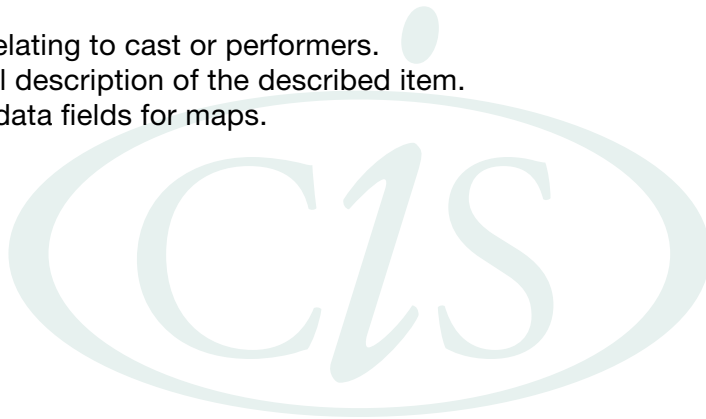 elating to cast or performers.
l description of the described item.
data fields for maps.
CiS